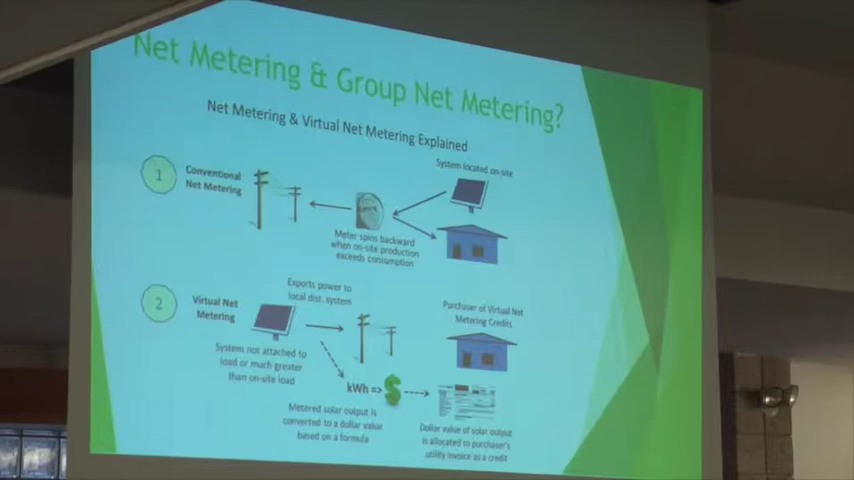 Net Metering & Group Net Metering?
Net Metering & Virtual Net Metering Explained
1
Conventional
Net Metering
System located on-site
Meter spins backward
when on-site production
exceeds consumption
2
Virtual Net
Metering
Exports power to
local dist. system
Purchaser of Virtual Net
Metering Credits
System not attached to
load or much greater
than on-site load
kWh => $
Metered solar output is
converted to a dollar value
based on a formula
Dollar value of solar output
is allocated to purchaser's
utility invoice as a credit